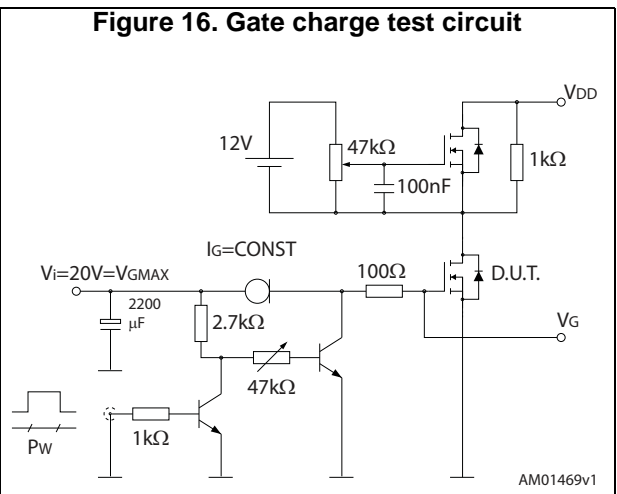 Figure 16. Gate charge test circuit
VDD
12V
47kΩ
1kΩ
100nF
IG=CONST
Vi=20V=VGMAX
100Ω
D.U.T.
2200
μF
2.7kΩ
VG
47kΩ
1kΩ
PW
AM01469v1